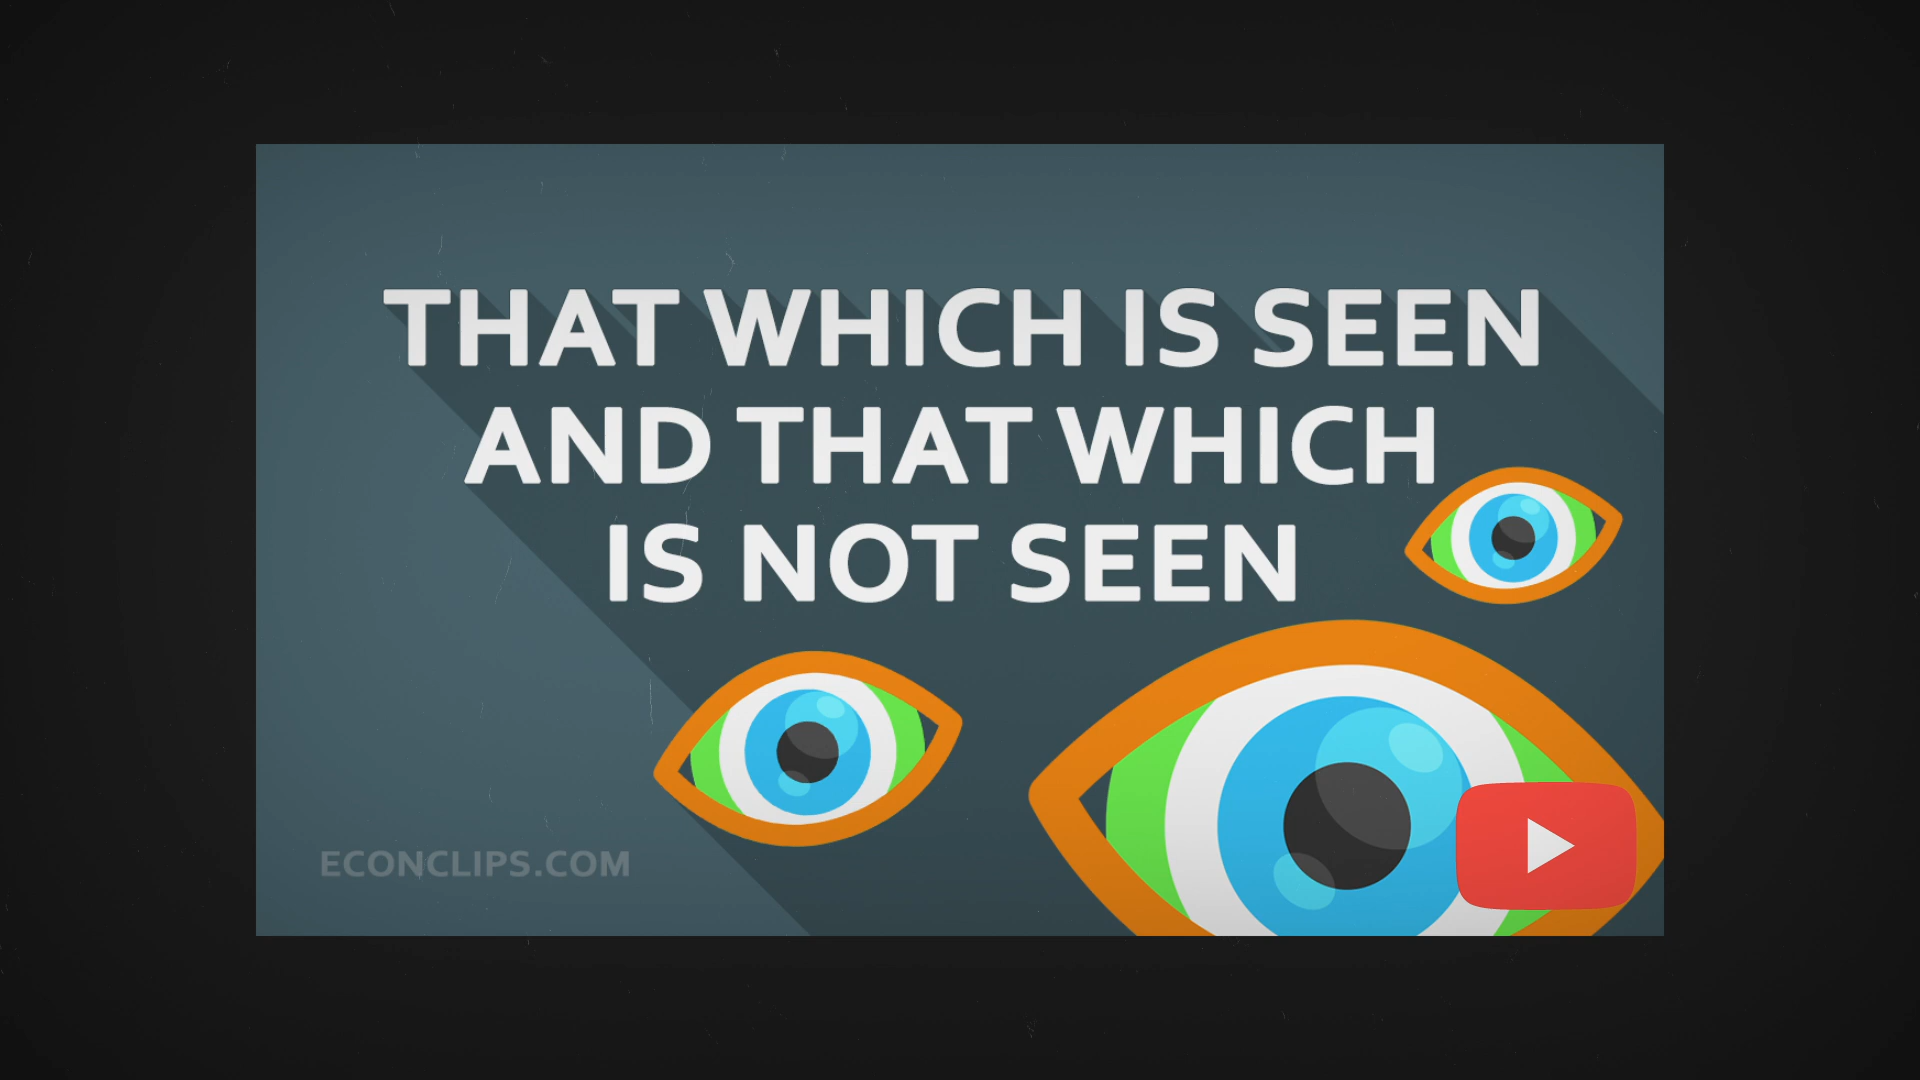 THAT WHICH IS SEEN
AND THAT WHICH
IS NOT SEEN
ECONCLIPS.COM